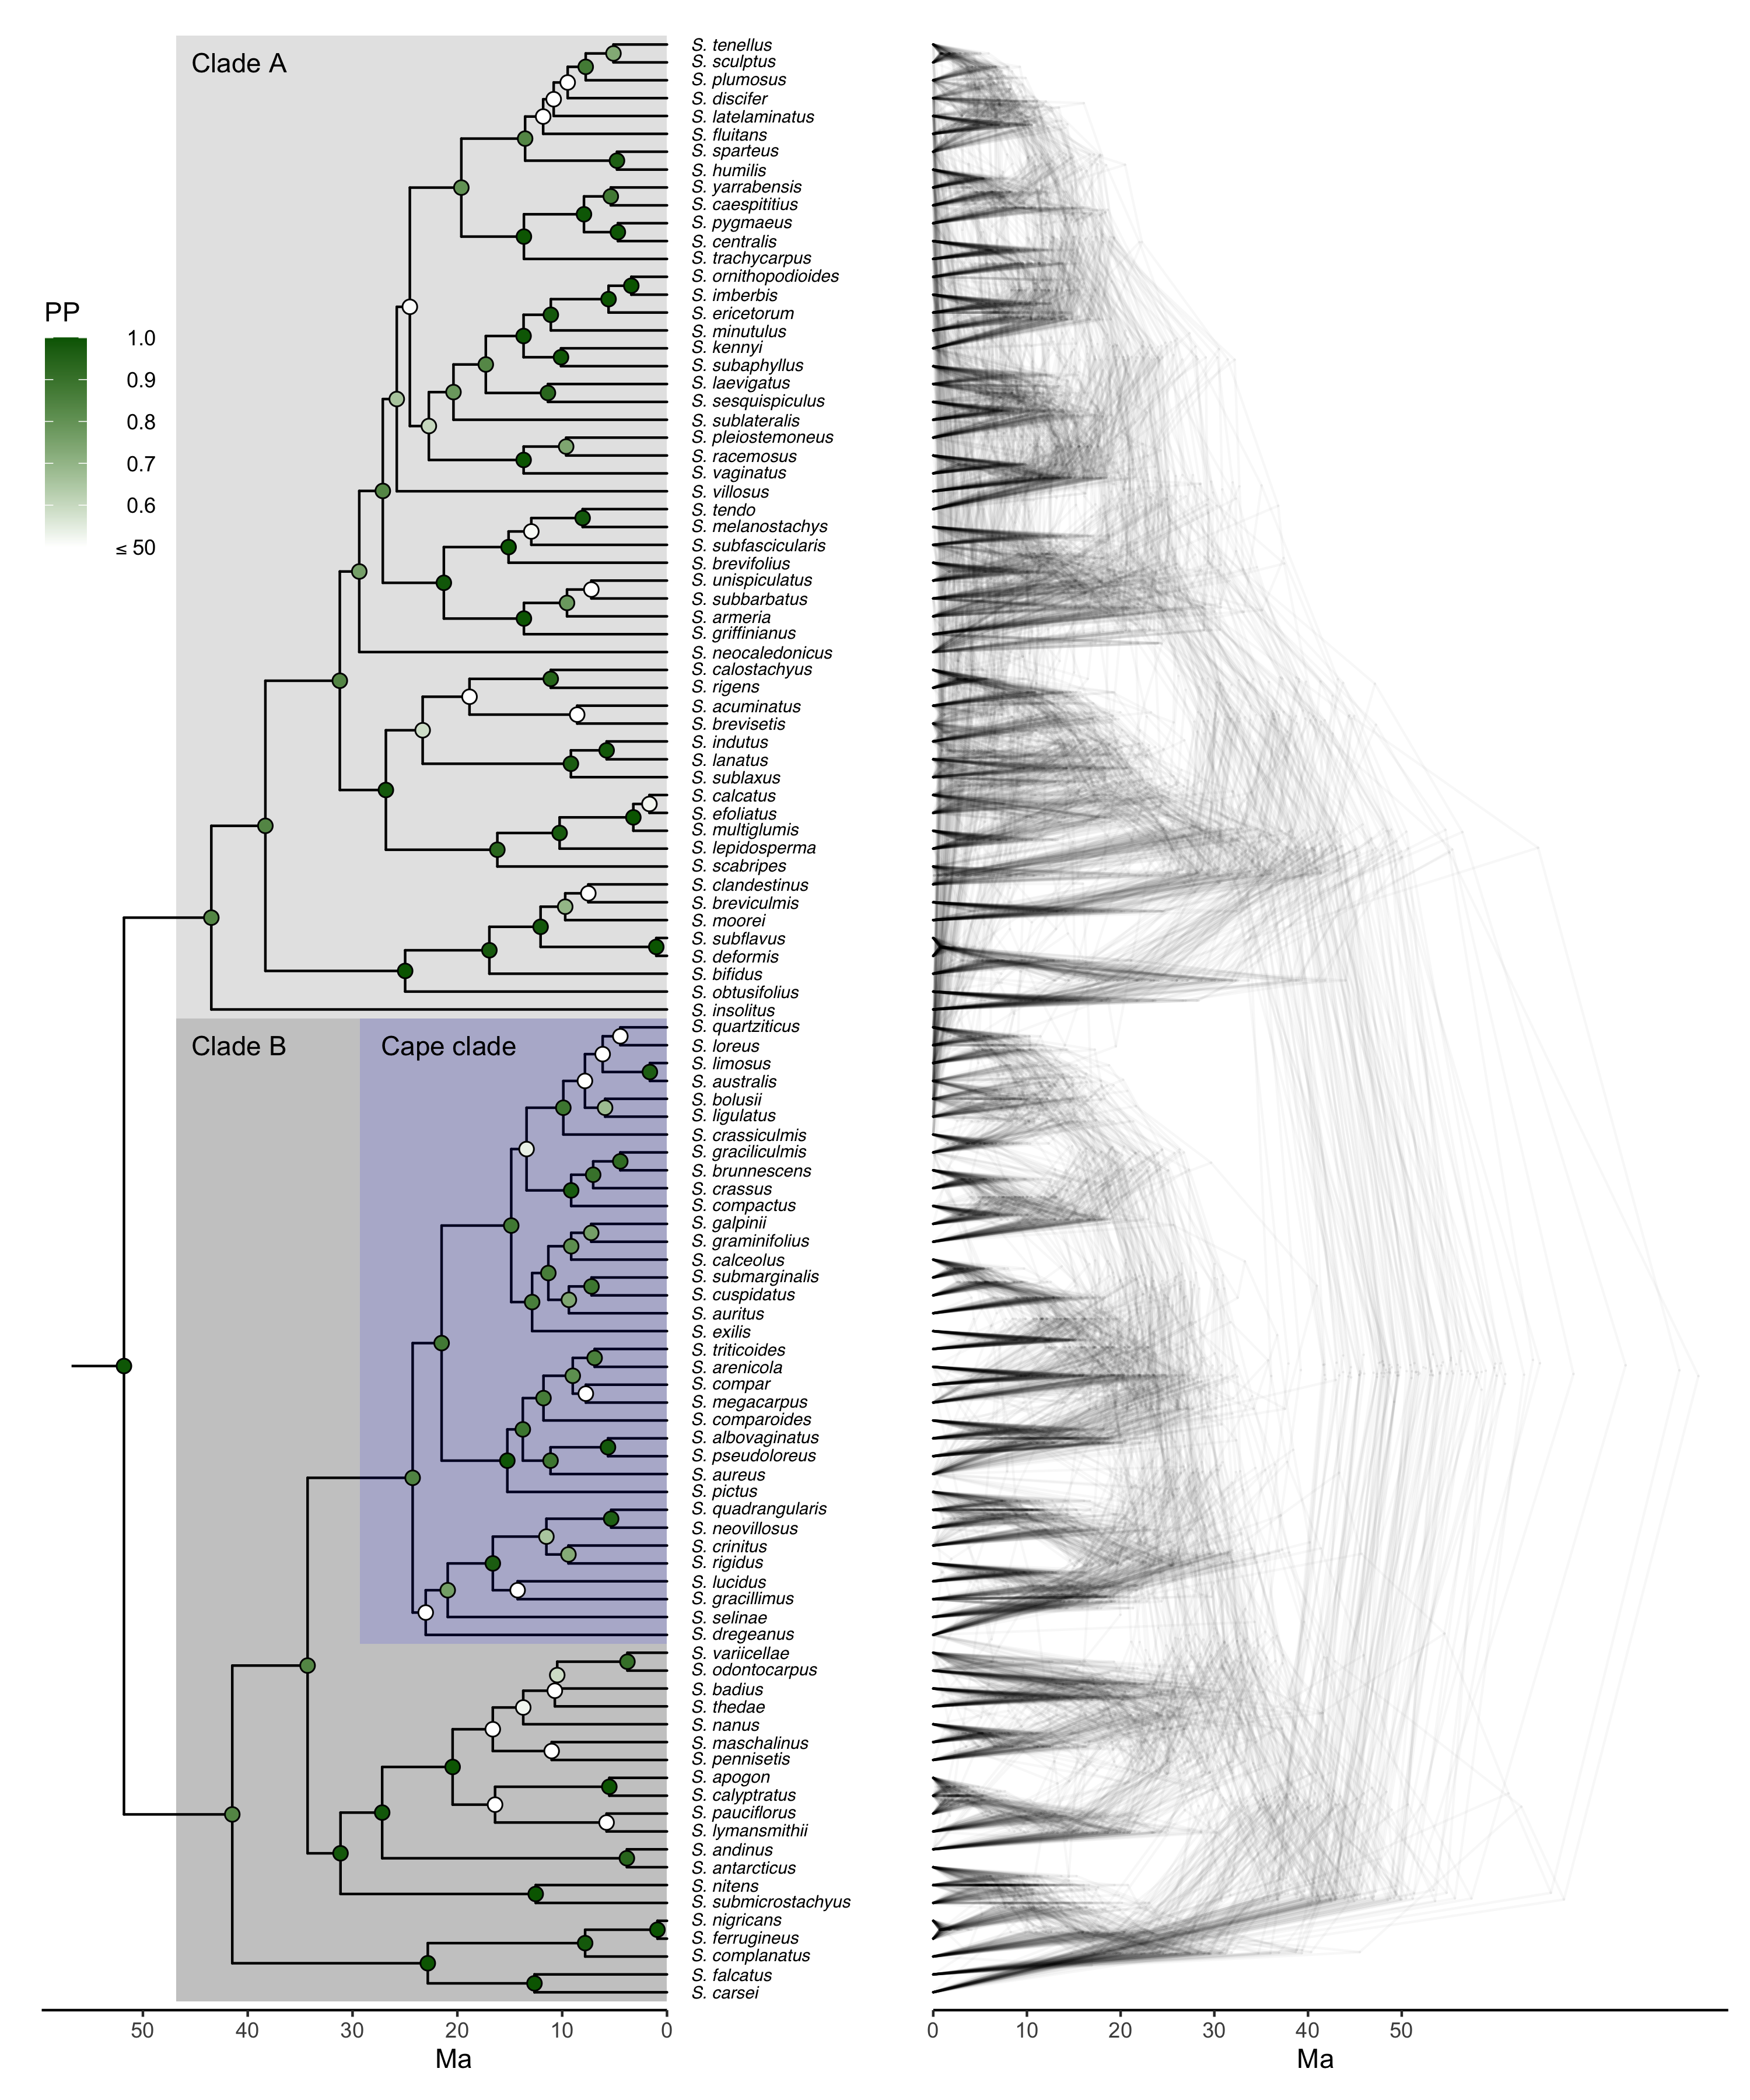 Clade A
PP
1.0
0.9
0.8
0.7
0.6
≤ 50
S. tenellus
S. sculptus
S. plumosus
S. discifer
S. latelaminatus
S. fluitans
S. sparteus
S. humilis
S. yarrabensis
S. caespititius
S. pygmaeus
S. centralis
S. trachycarpus
S. ornithopodioides
S. imberbis
S. ericetorum
S. minutulus
S. kennyi
S. subaphyllus
S. laevigatus
S. sesquispiculus
S. sublateralis
S. pleiostemoneus
S. racemosus
S. vaginatus
S. villosus
S. tendo
S. melanostachys
S. subfascicularis
S. brevifolius
S. unispiculatus
S. subbarbatus
S. armeria
S. griffinianus
S. neocaledonicus
S. calostachyus
S. rigens
S. acuminatus
S. brevisetis
S. indutus
S. lanatus
S. sublaxus
S. calcatus
S. efoliatus
S. multiglumis
S. lepidosperma
S. scabripes
S. clandestinus
S. breviculmis
S. moorei
S. subflavus
S. deformis
S. bifidus
S. obtusifolius
S. insolitus
Clade B
Cape clade
S. quartziticus
S. loreus
S. limosus
S. australis
S. bolusii
S. ligulatus
S. crassiculmis
S. graciliculmis
S. brunnescens
S. crassus
S. compactus
S. galpinii
S. graminifolius
S. calceolus
S. submarginalis
S. cuspidatus
S. auritus
S. exilis
S. triticoides
S. arenicola
S. compar
S. megacarpus
S. comparoides
S. albovaginatus
S. pseudoloreus
S. aureus
S. pictus
S. quadrangularis
S. neovillosus
S. crinitus
S. rigidus
S. lucidus
S. gracillimus
S. selinae
S. dregeanus
S. variicellae
S. odontocarpus
S. badius
S. thedae
S. nanus
S. maschalinus
S. pennisetis
S. apogon
S. calyptratus
S. pauciflorus
S. lymansmithii
S. andinus
S. antarcticus
S. nitens
S. submicrostachyus
S. nigricans
S. ferrugineus
S. complanatus
S. falcatus
S. carsei
50 40 30 20 10 0
Ma
0 10 20 30 40 50
Ma